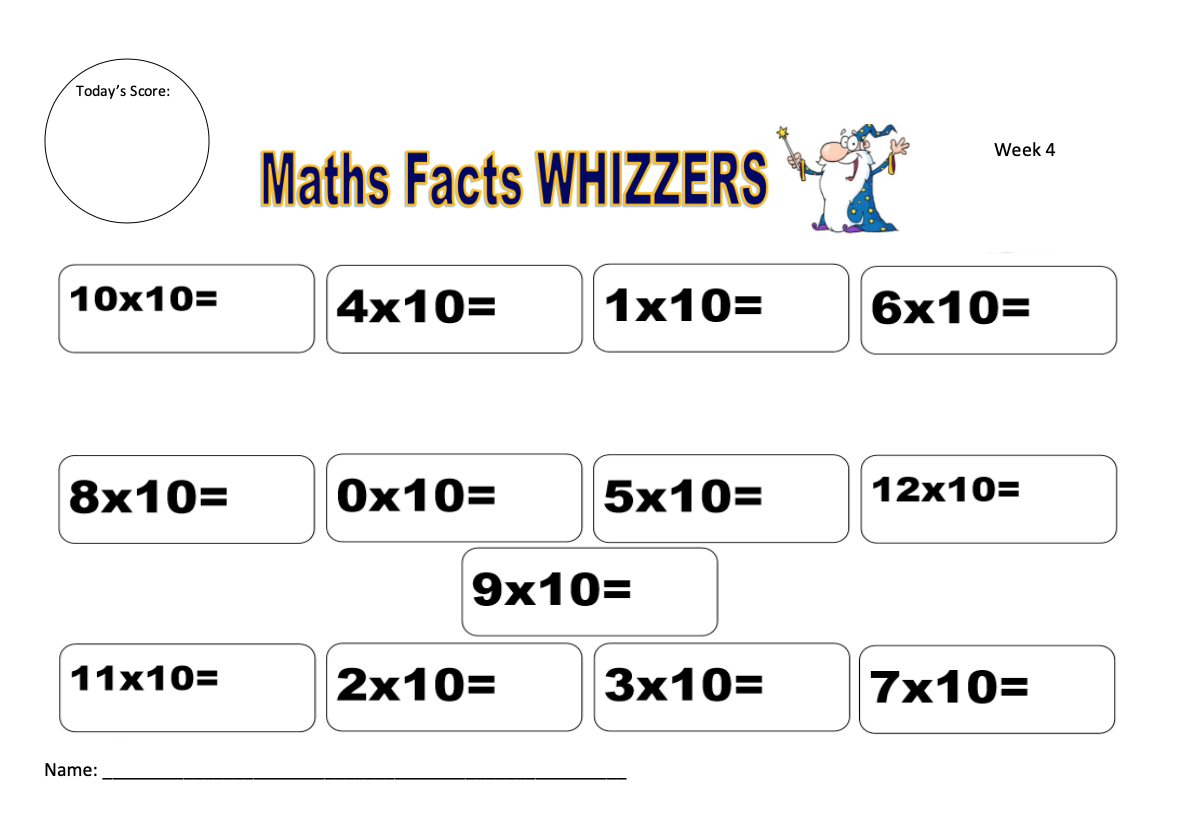 Today's Score:
Maths Facts WHIZZERS
Week 4
10x10=
4x10=
1x10=
6x10=
8x10=
0x10=
5x10=
12x10=
9x10=
11x10=
2x10=
3x10=
7x10=
Name: ___________________________________________________